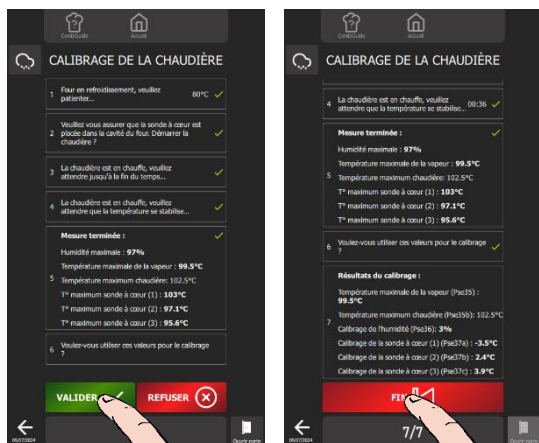 CombiGuide
Accueil
CALIBRAGE DE LA CHAUDIÈRE
1 Four en refroidissement, veuillez
patienter... 80°C
2 Veuillez vous assurer que la sonde à cœur est
placée dans la cavité du four. Démarrer la
chaudière ?
3 La chaudière est en chauffe, veuillez
attendre jusqu'à la fin du temps...
4 La chaudière est en chauffe, veuillez
attendre que la température se stabilise...
5 Mesure terminée :
Humidité maximale : 97%
Température maximale de la vapeur : 99.5°C
Température maximum chaudière: 102.5°C
T° maximum sonde à cœur (1) : 103°C
T° maximum sonde à cœur (2) : 97.1°C
T° maximum sonde à cœur (3) : 95.6°C
6 Voulez-vous utiliser ces valeurs pour le calibrage
?
VALIDER
REFUSER
09/07/2024
Ouvrir porte
CombiGuide
Accueil
CALIBRAGE DE LA CHAUDIÈRE
4 La chaudière est en chauffe, veuillez
attendre que la température se stabilise... 00:36
5 Mesure terminée :
Humidité maximale : 97%
Température maximale de la vapeur : 99.5°C
Température maximum chaudière: 102.5°C
T° maximum sonde à cœur (1) : 103°C
T° maximum sonde à cœur (2) : 97.1°C
T° maximum sonde à cœur (3) : 95.6°C
6 Voulez-vous utiliser ces valeurs pour le calibrage
?
7 Résultats du calibrage :
Température maximale de la vapeur (Pse35) :
99.5°C
Température maximum chaudière (Pse35b): 102.5°C
Calibrage de l'humidité (Pse36): 3%
Calibrage de la sonde à cœur (1) (Pse37a) : -3.5°C
Calibrage de la sonde à cœur (2) (Pse37b) : 2.4°C
Calibrage de la sonde à cœur (3) (Pse37c) : 3.9°C
FIN
7/7
09/07/2024
Ouvrir porte